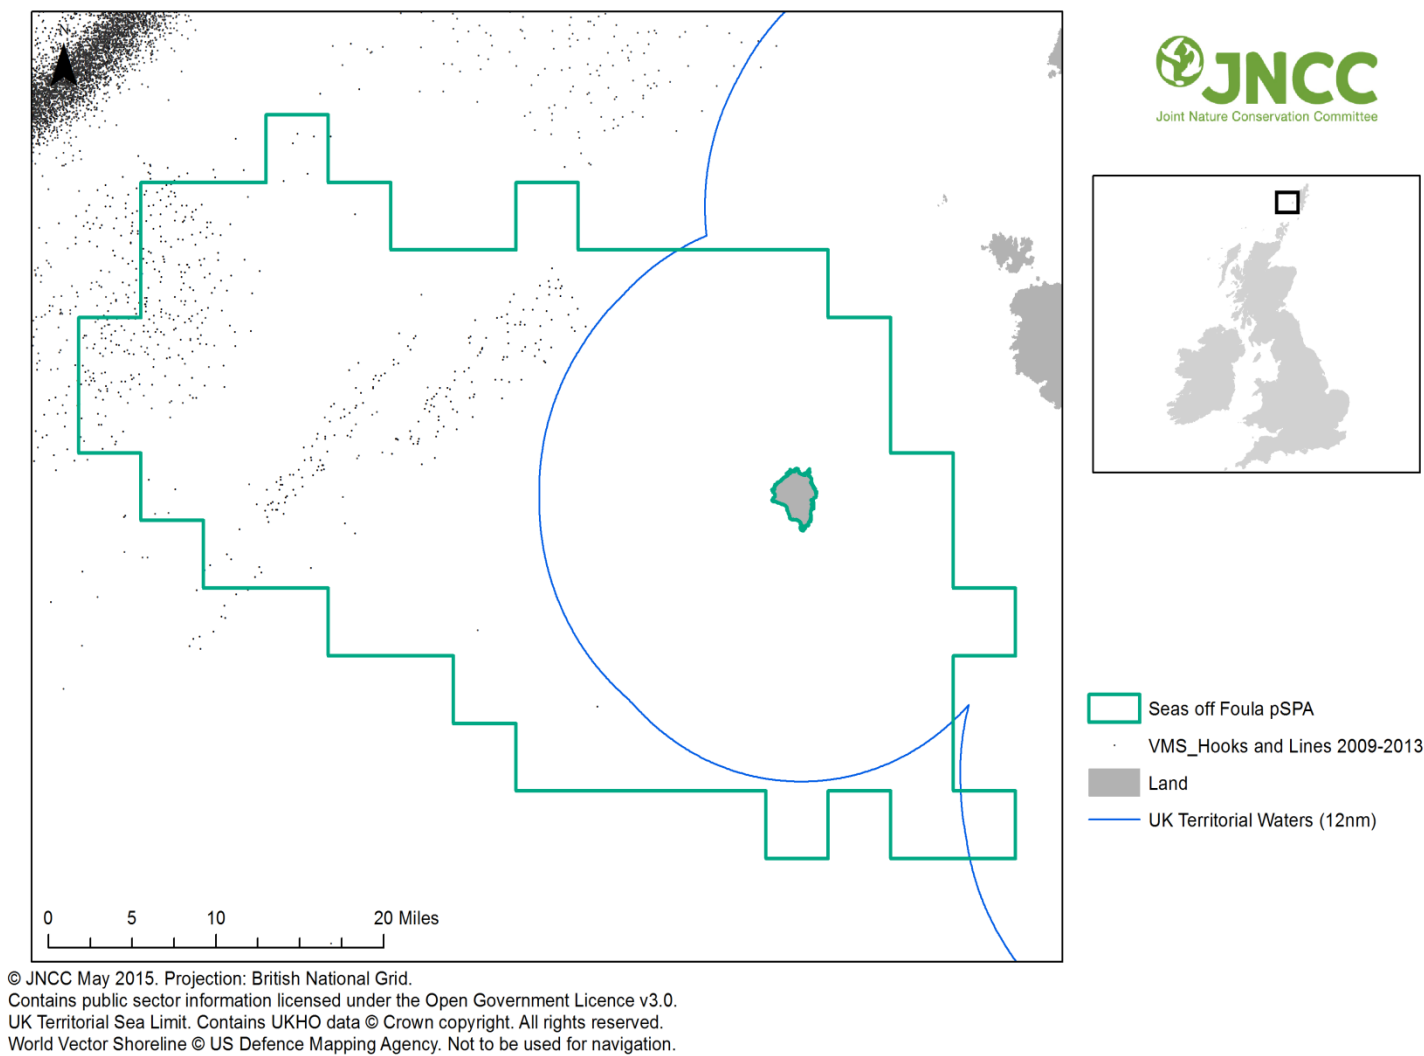 N
JNCC
Joint Nature Conservation Committee
Seas off Foula pSPA
VMS_Hooks and Lines 2009-2013
Land
UK Territorial Waters (12nm)
0 5 10 20 Miles
© JNCC May 2015. Projection: British National Grid.
Contains public sector information licensed under the Open Government Licence v3.0.
UK Territorial Sea Limit. Contains UKHO data © Crown copyright. All rights reserved.
World Vector Shoreline © US Defence Mapping Agency. Not to be used for navigation.